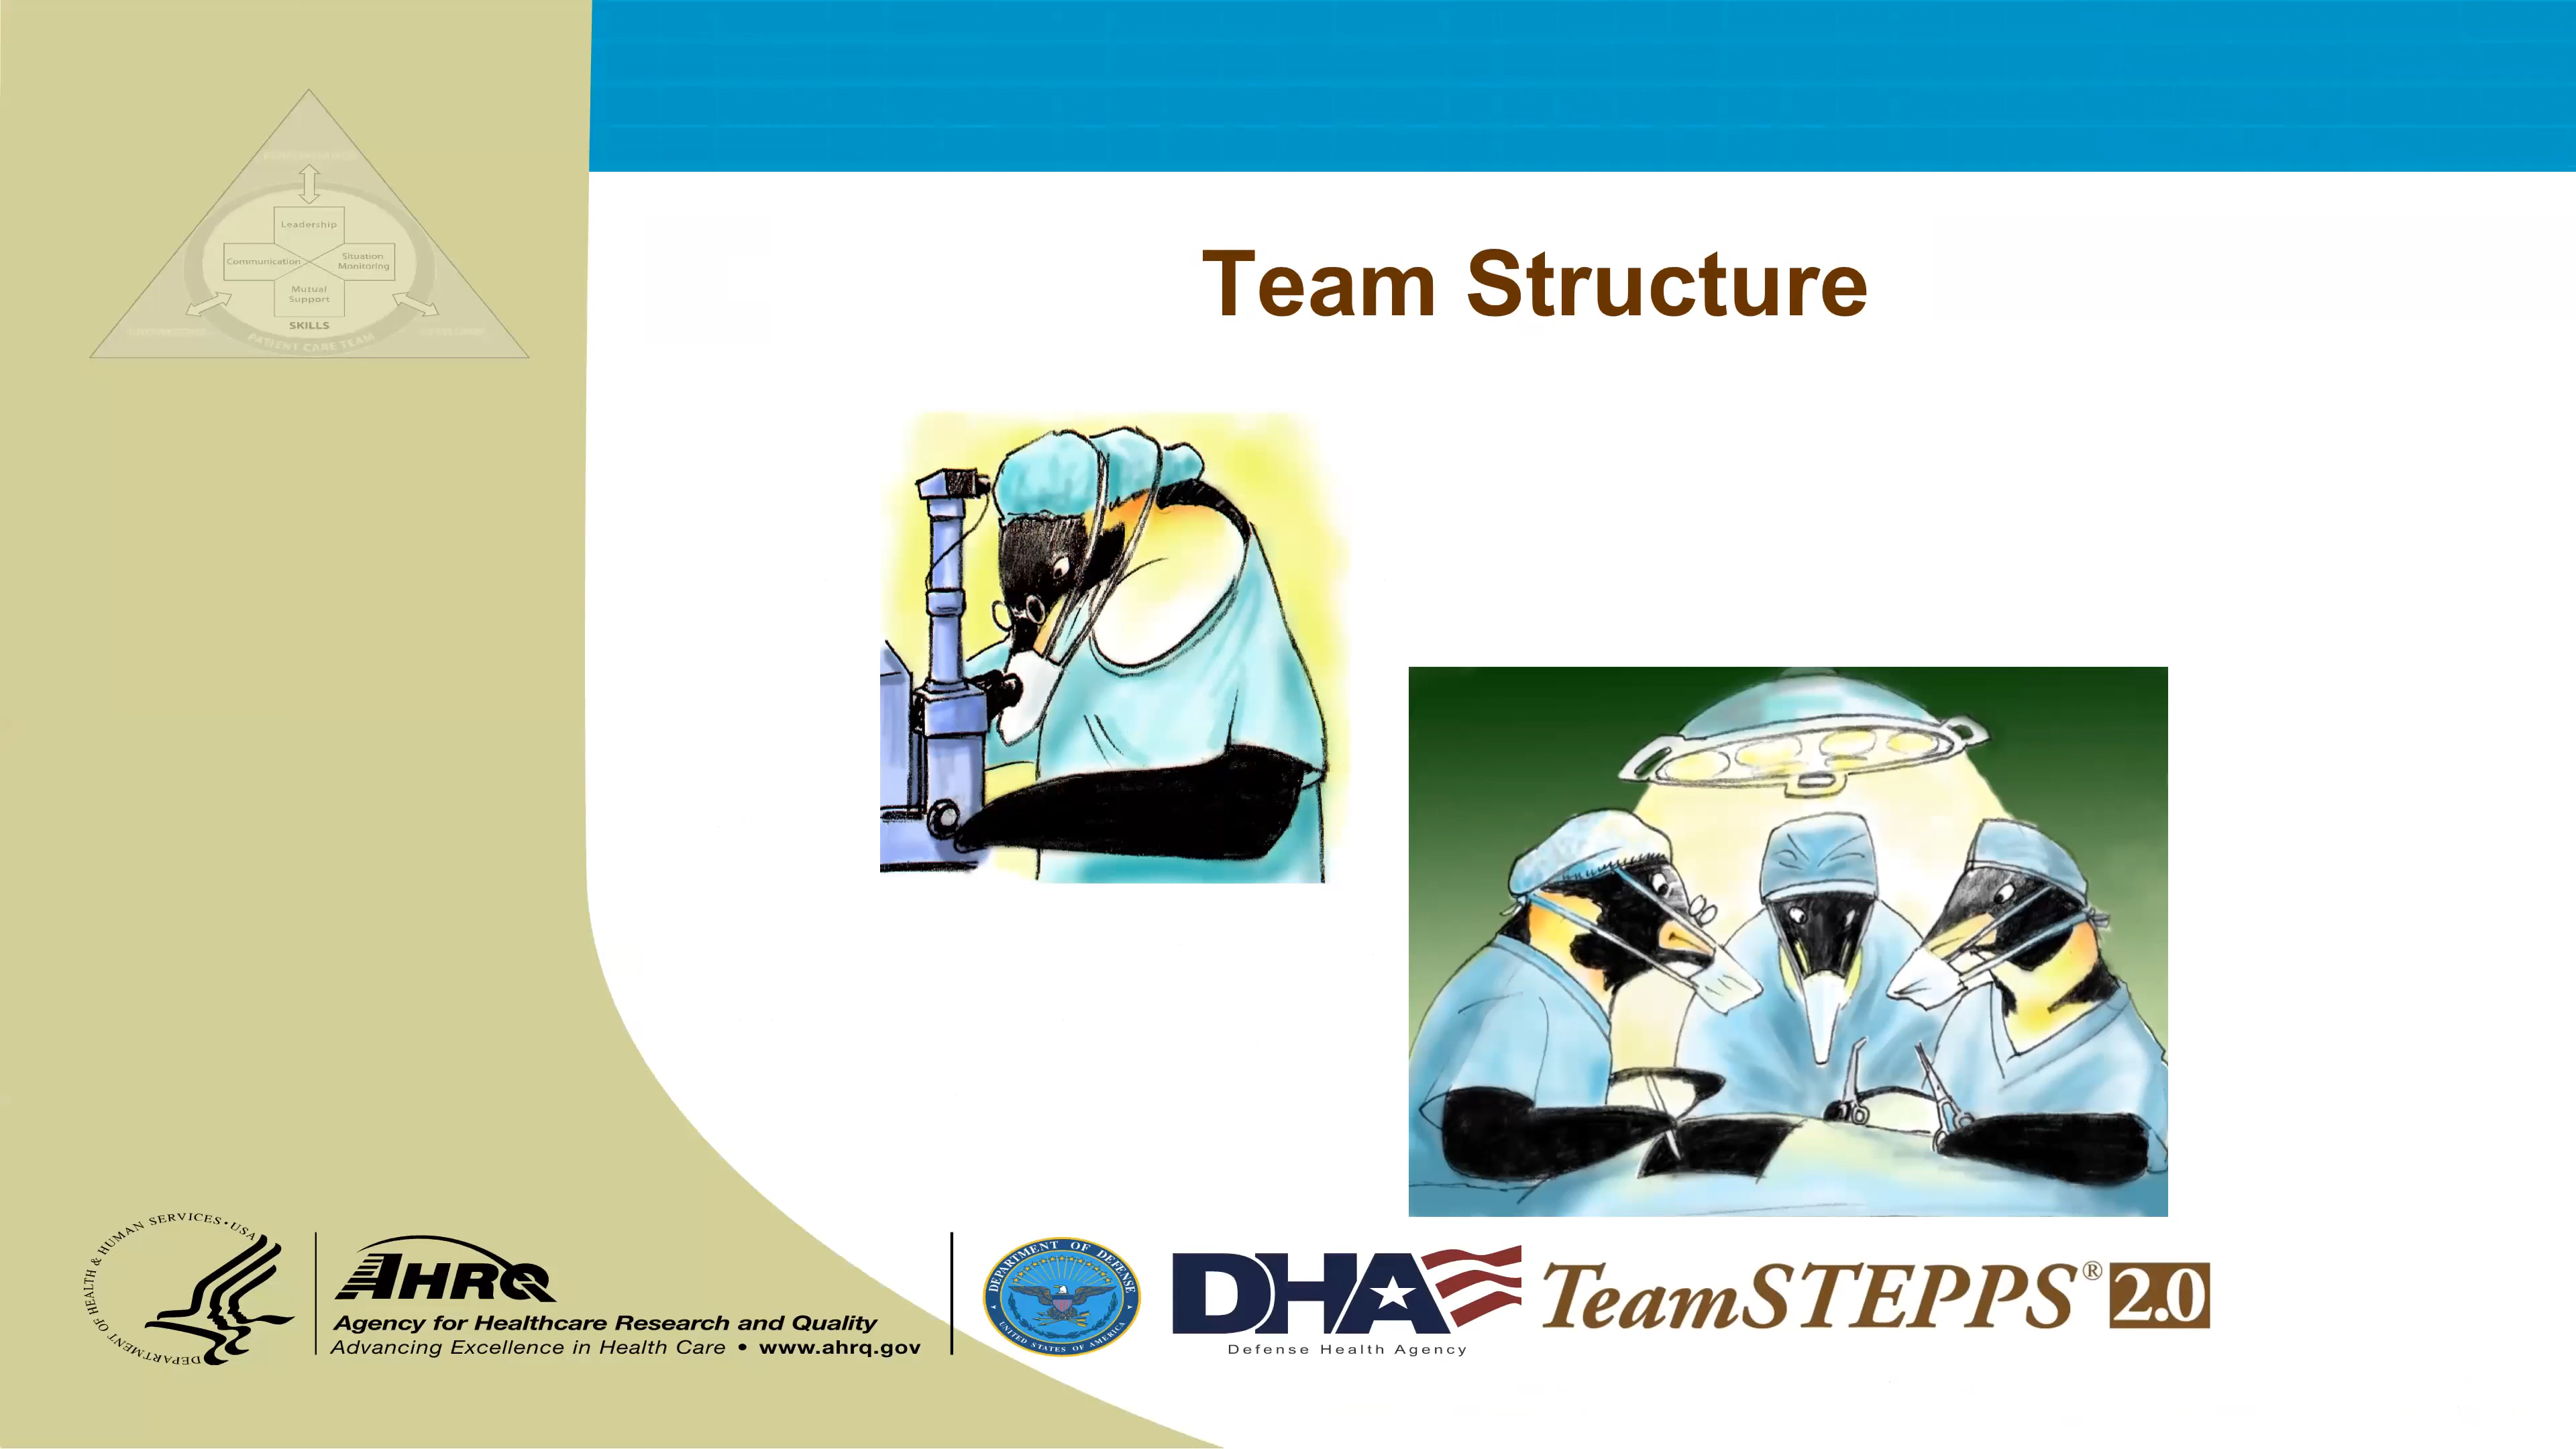 Leadership
Communication
Situation
Monitoring
Mutual
Support
SKILLS
PATIENT CARE TEAM
Team Structure
DEPARTMENT OF HEALTH & HUMAN SERVICES • USA
AHRQ
Agency for Healthcare Research and Quality
Advancing Excellence in Health Care • www.ahrq.gov
DEPARTMENT OF DEFENSE
UNITED STATES OF AMERICA
DHA
Defense Health Agency
TeamSTEPPS® 2.0